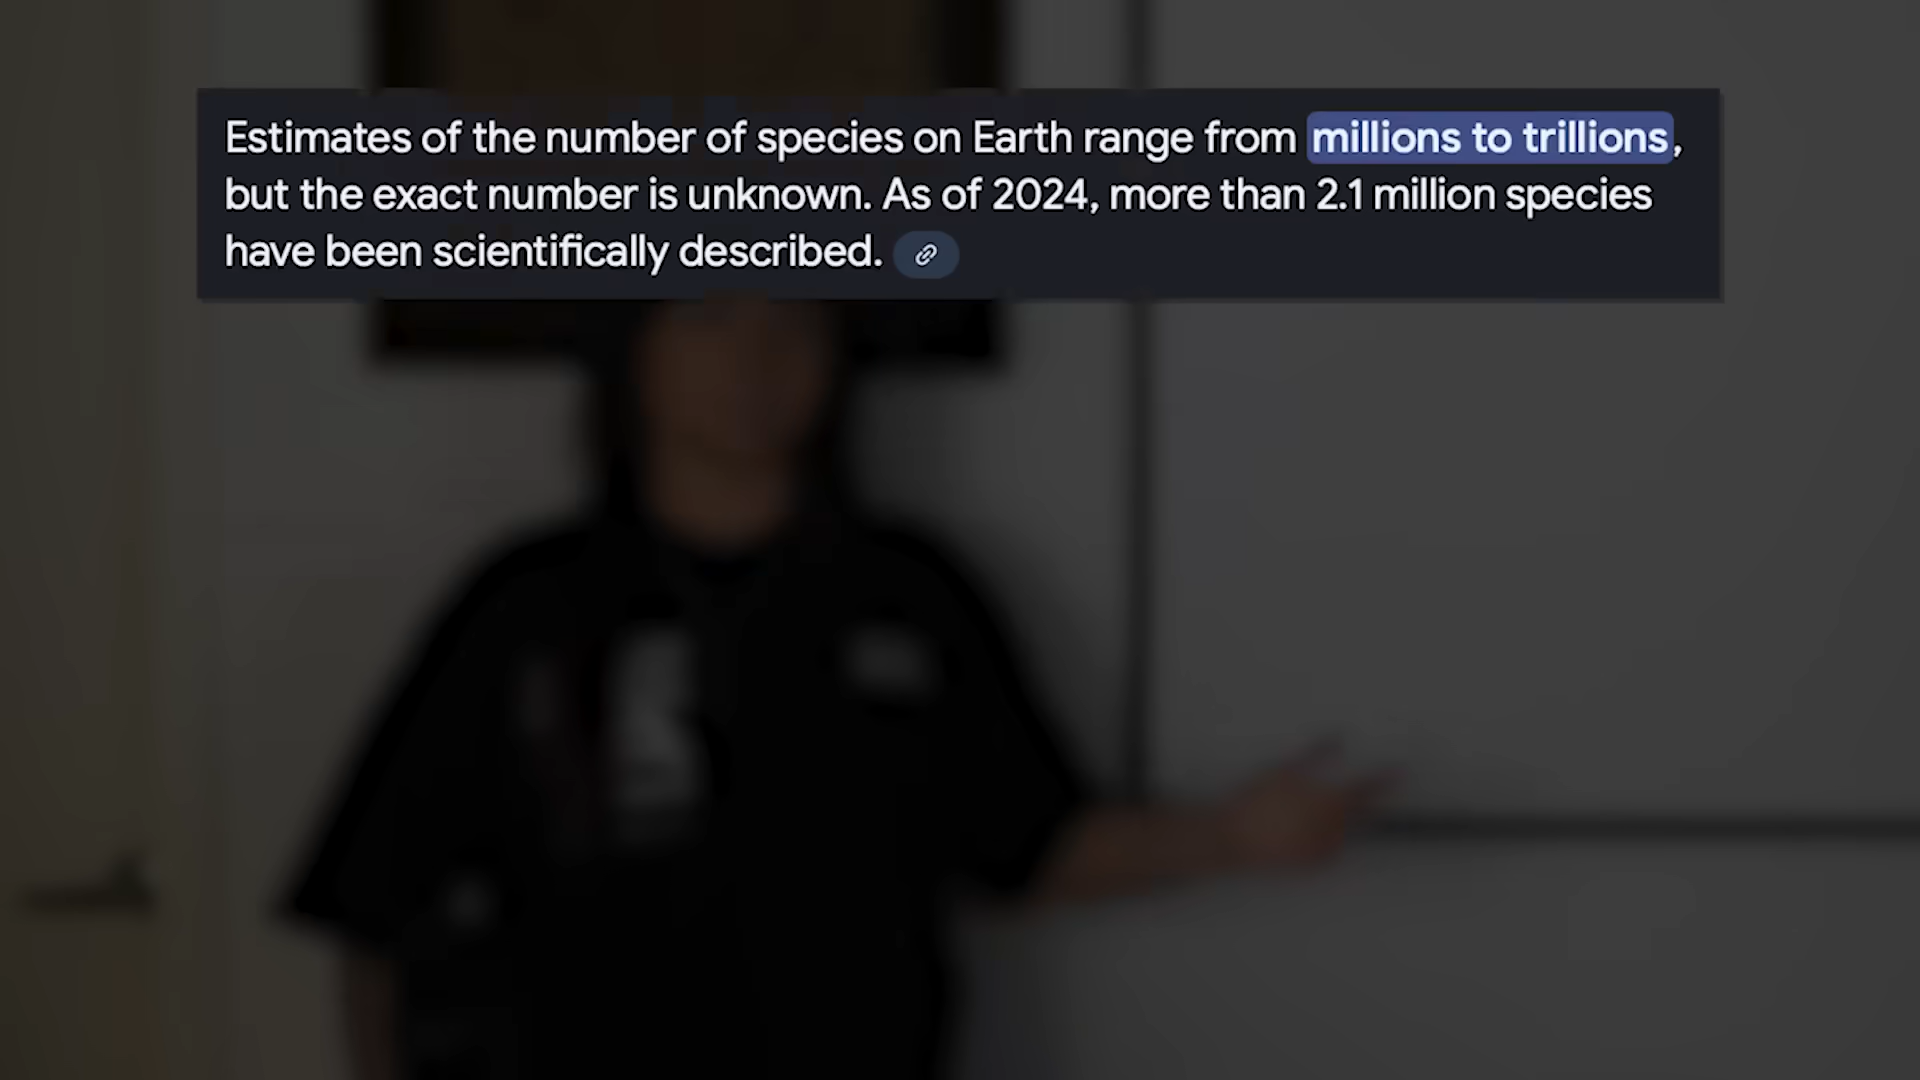 Estimates of the number of species on Earth range from millions to trillions,
but the exact number is unknown. As of 2024, more than 2.1 million species
have been scientifically described.